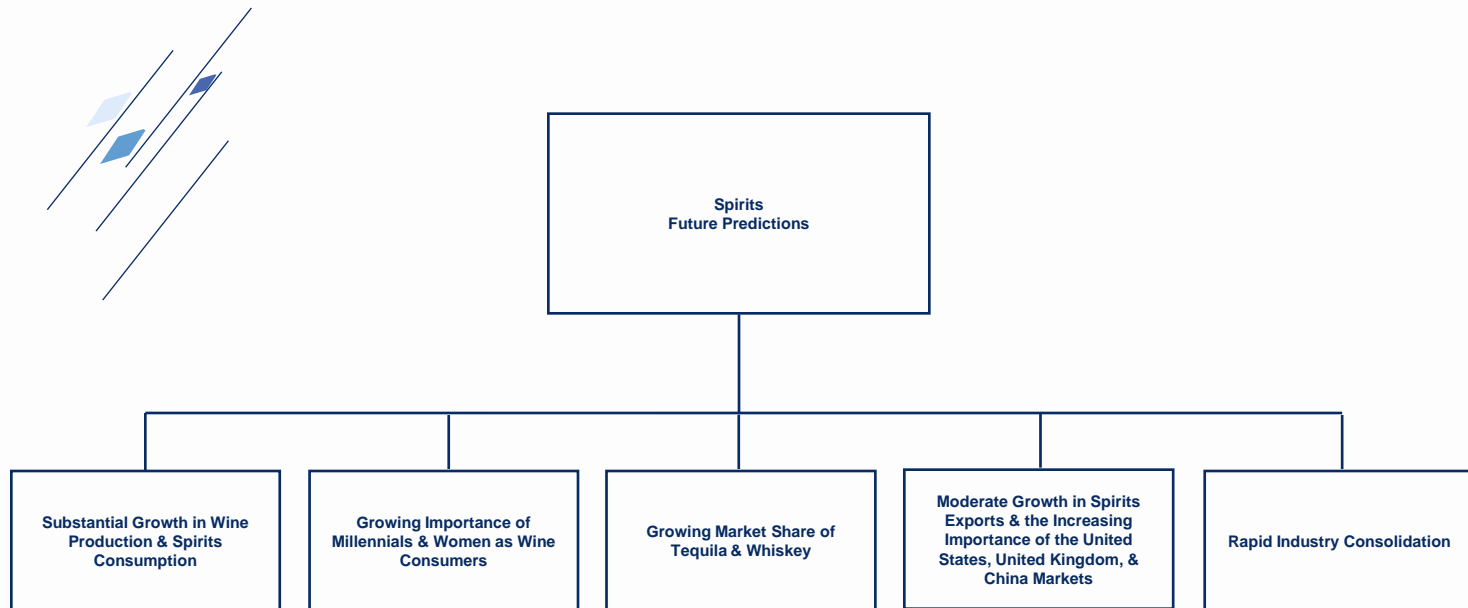 Spirits
Future Predictions
Substantial Growth in Wine
Production & Spirits
Consumption
Growing Importance of
Millennials & Women as Wine
Consumers
Growing Market Share of
Tequila & Whiskey
Moderate Growth in Spirits
Exports & the Increasing
Importance of the United
States, United Kingdom, &
China Markets
Rapid Industry Consolidation